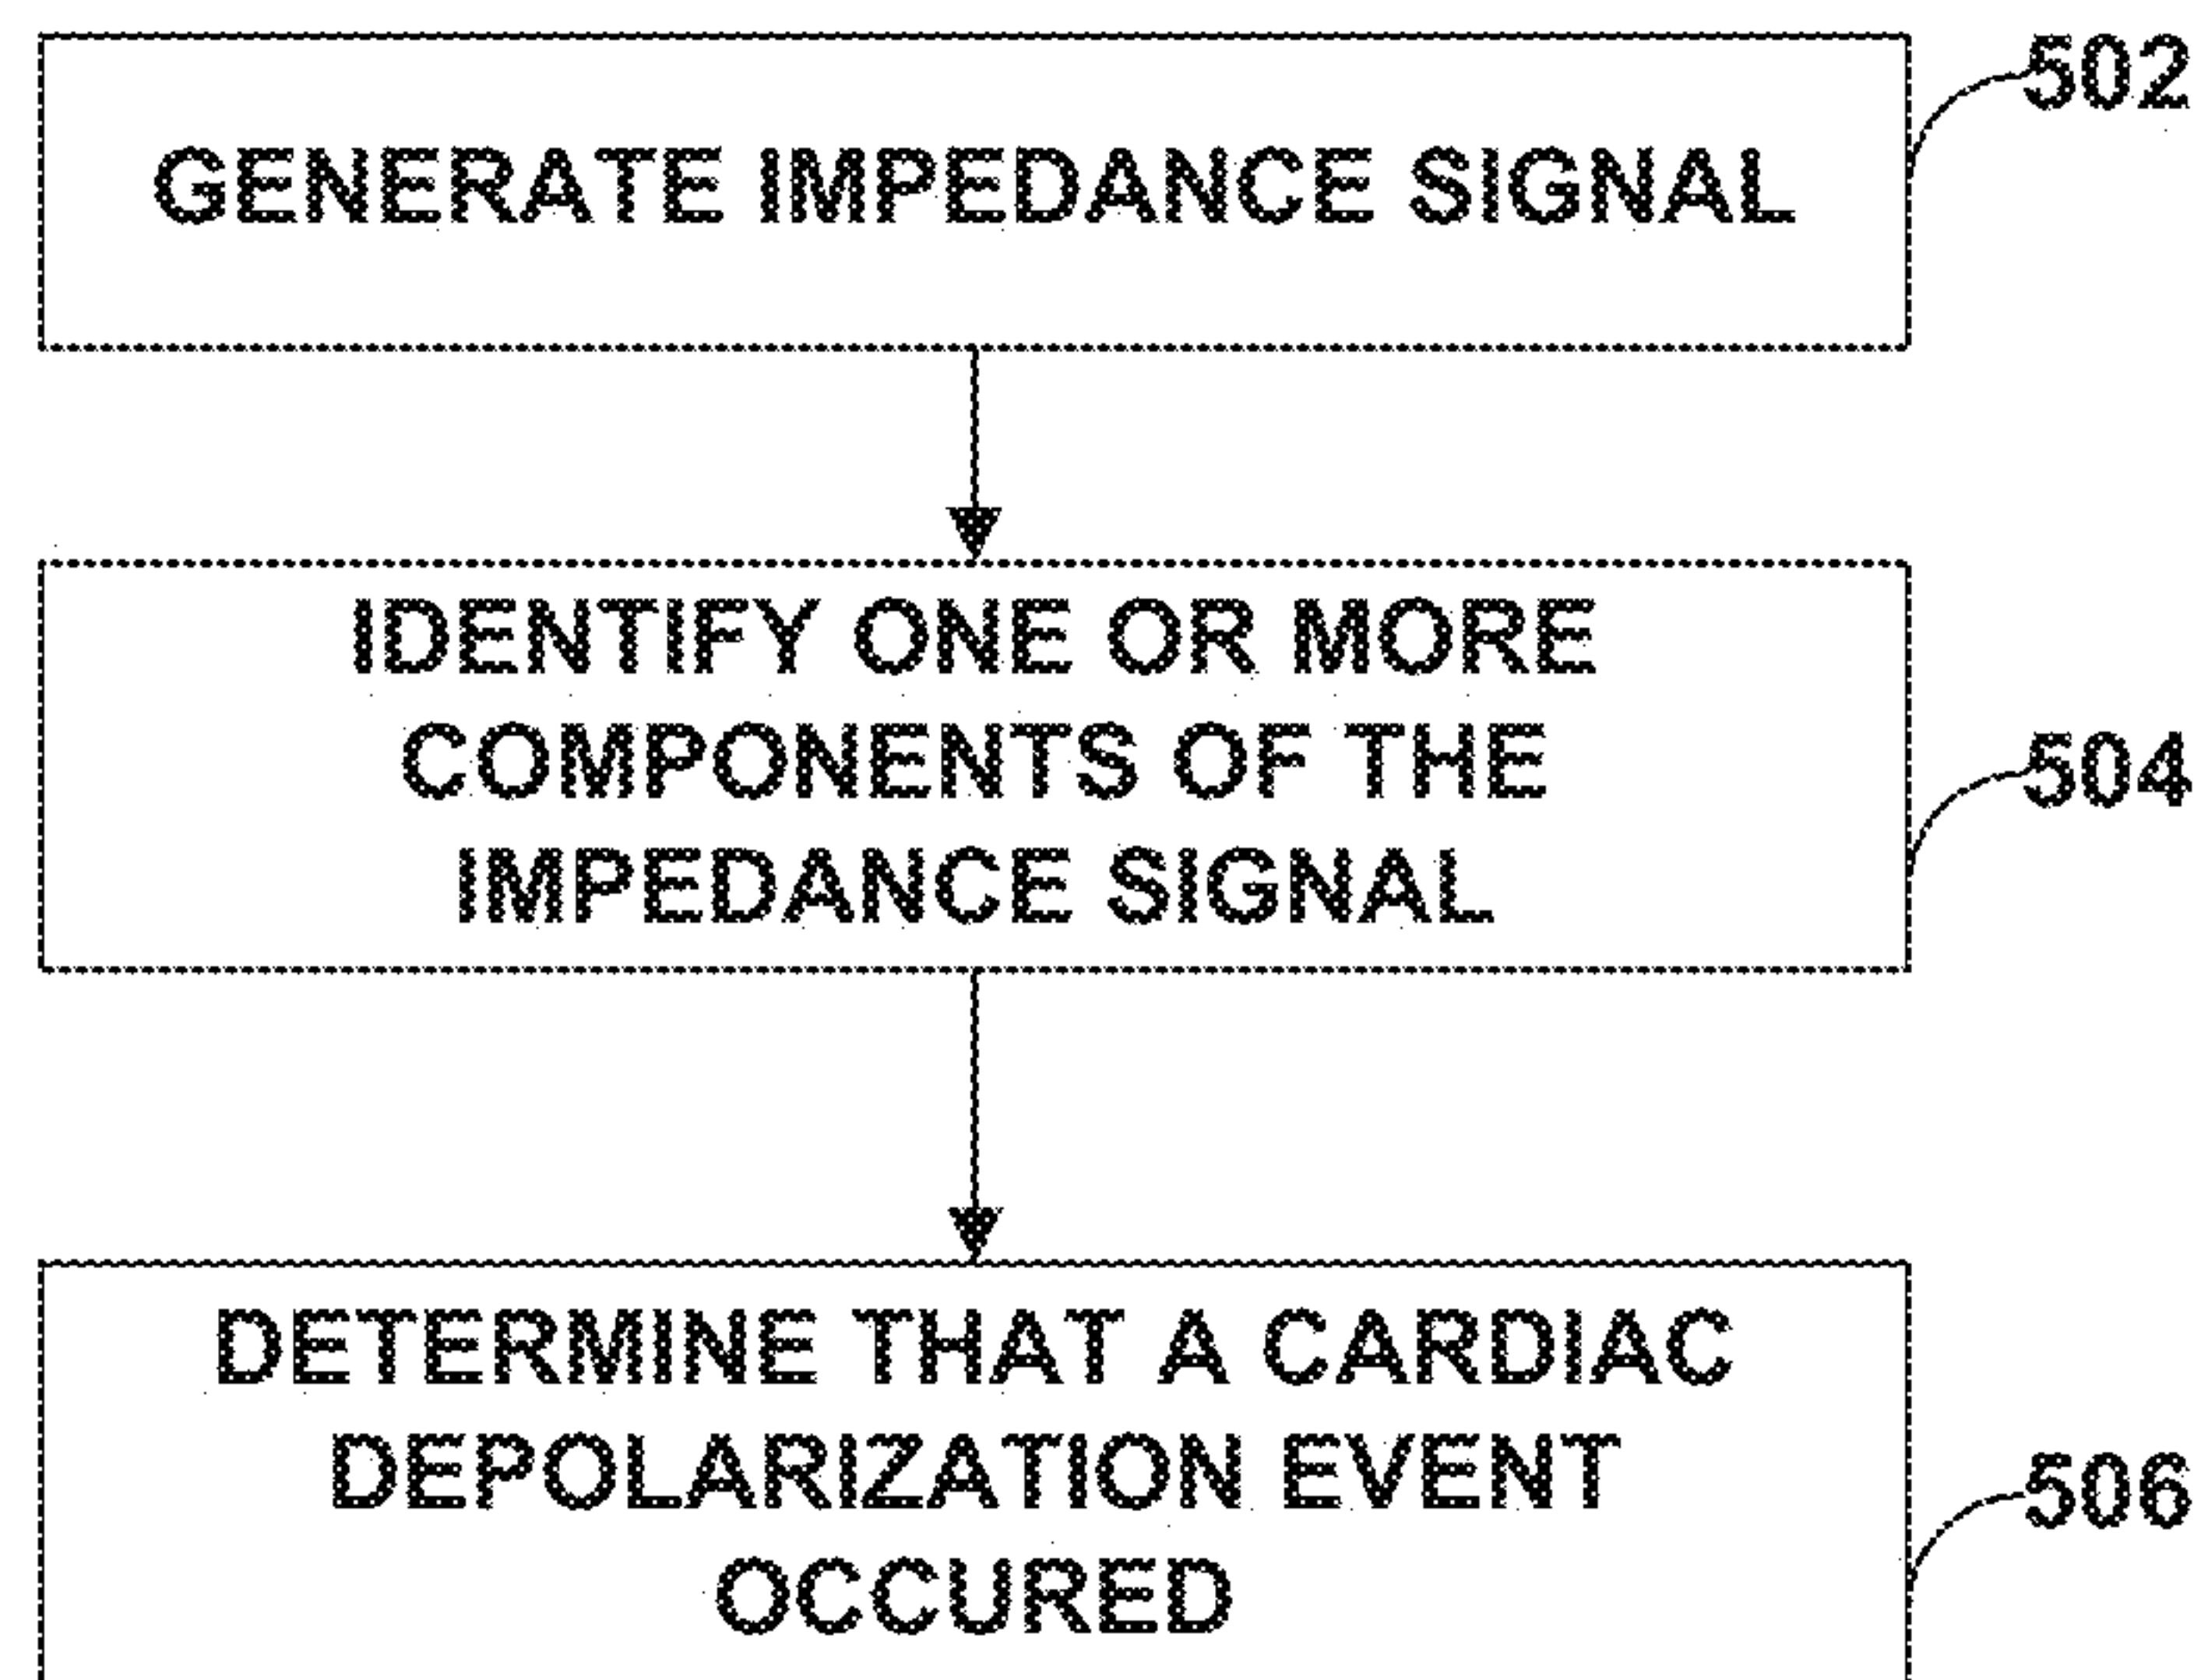 GENERATE IMPEDANCE SIGNAL
502
IDENTIFY ONE OR MORE
COMPONENTS OF THE
IMPEDANCE SIGNAL
504
DETERMINE THAT A CARDIAC
DEPOLARIZATION EVENT
OCCURED
506